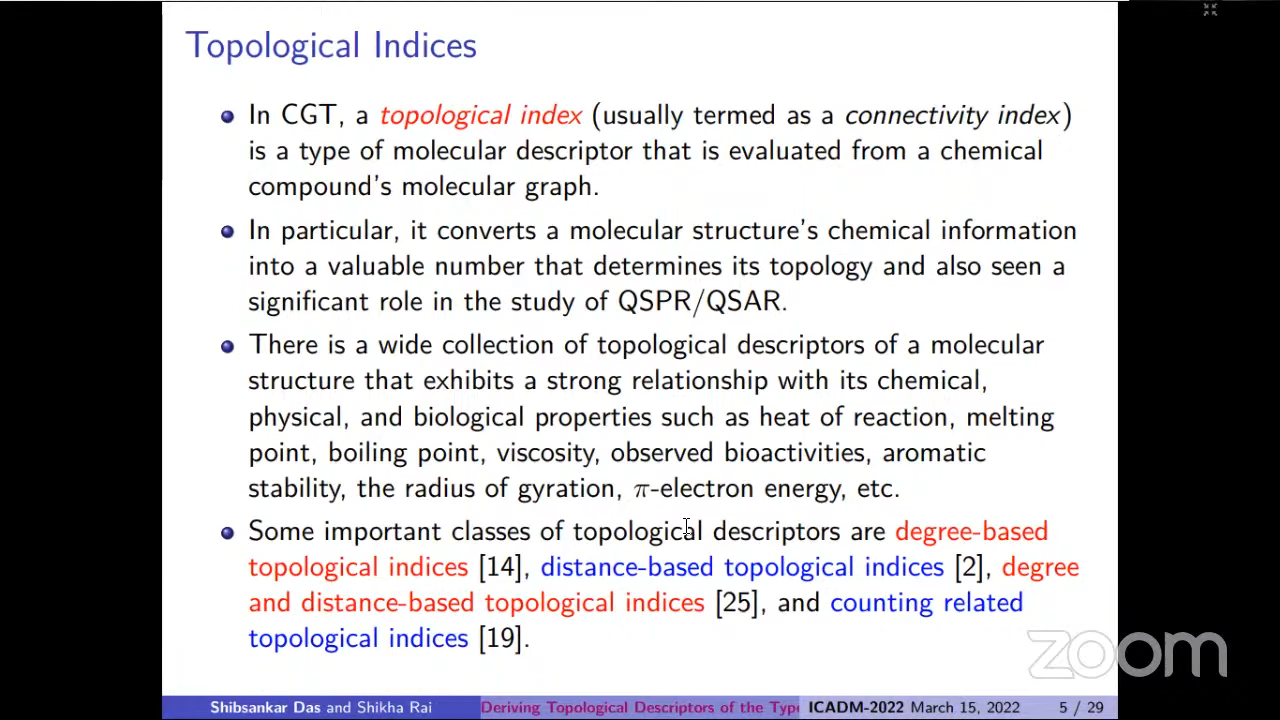 Topological Indices
In CGT, a topological index (usually termed as a connectivity index)
is a type of molecular descriptor that is evaluated from a chemical
compound's molecular graph.
In particular, it converts a molecular structure's chemical information
into a valuable number that determines its topology and also seen a
significant role in the study of QSPR/QSAR.
There is a wide collection of topological descriptors of a molecular
structure that exhibits a strong relationship with its chemical,
physical, and biological properties such as heat of reaction, melting
point, boiling point, viscosity, observed bioactivities, aromatic
stability, the radius of gyration, π-electron energy, etc.
Some important classes of topological descriptors are degree-based
topological indices [14], distance-based topological indices [2], degree
and distance-based topological indices [25], and counting related
topological indices [19].
zoom
Shibsankar Das and Shikha Rai Deriving Topological Descriptors of the Type ICADM-2022 March 15, 2022 5 / 29